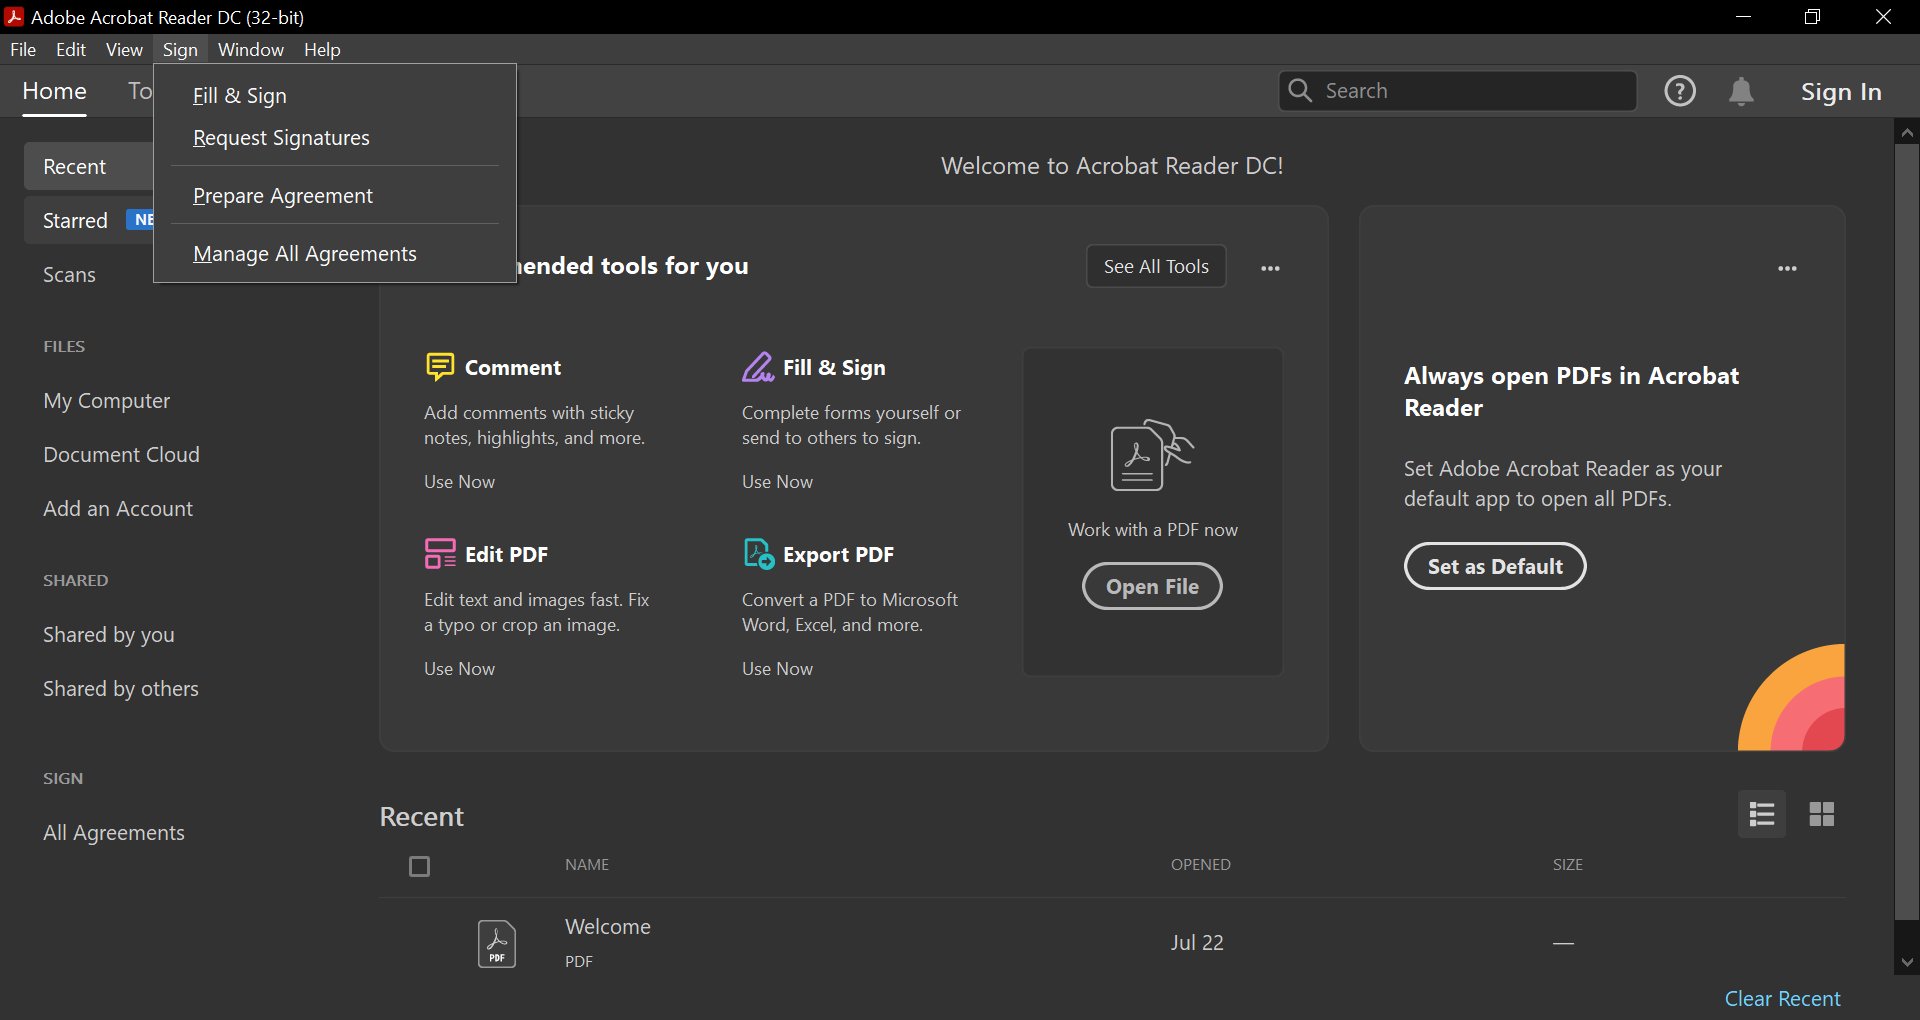 Adobe Acrobat Reader DC (32-bit)
File Edit View Sign Window Help
Home To
Search
Sign In
Fill & Sign
Request Signatures
Prepare Agreement
Manage All Agreements
Recent
Starred NE
Scans
FILES
My Computer
Document Cloud
Add an Account
SHARED
Shared by you
Shared by others
SIGN
All Agreements
Welcome to Acrobat Reader DC!
ended tools for you
See All Tools
Comment
Add comments with sticky
notes, highlights, and more.
Use Now
Fill & Sign
Complete forms yourself or
send to others to sign.
Use Now
Edit PDF
Edit text and images fast. Fix
a typo or crop an image.
Use Now
Export PDF
Convert a PDF to Microsoft
Word, Excel, and more.
Use Now
Work with a PDF now
Open File
Always open PDFs in Acrobat
Reader
Set Adobe Acrobat Reader as your
default app to open all PDFs.
Set as Default
Recent
NAME OPENED SIZE
PDF
Welcome
PDF
Jul 22 —
Clear Recent